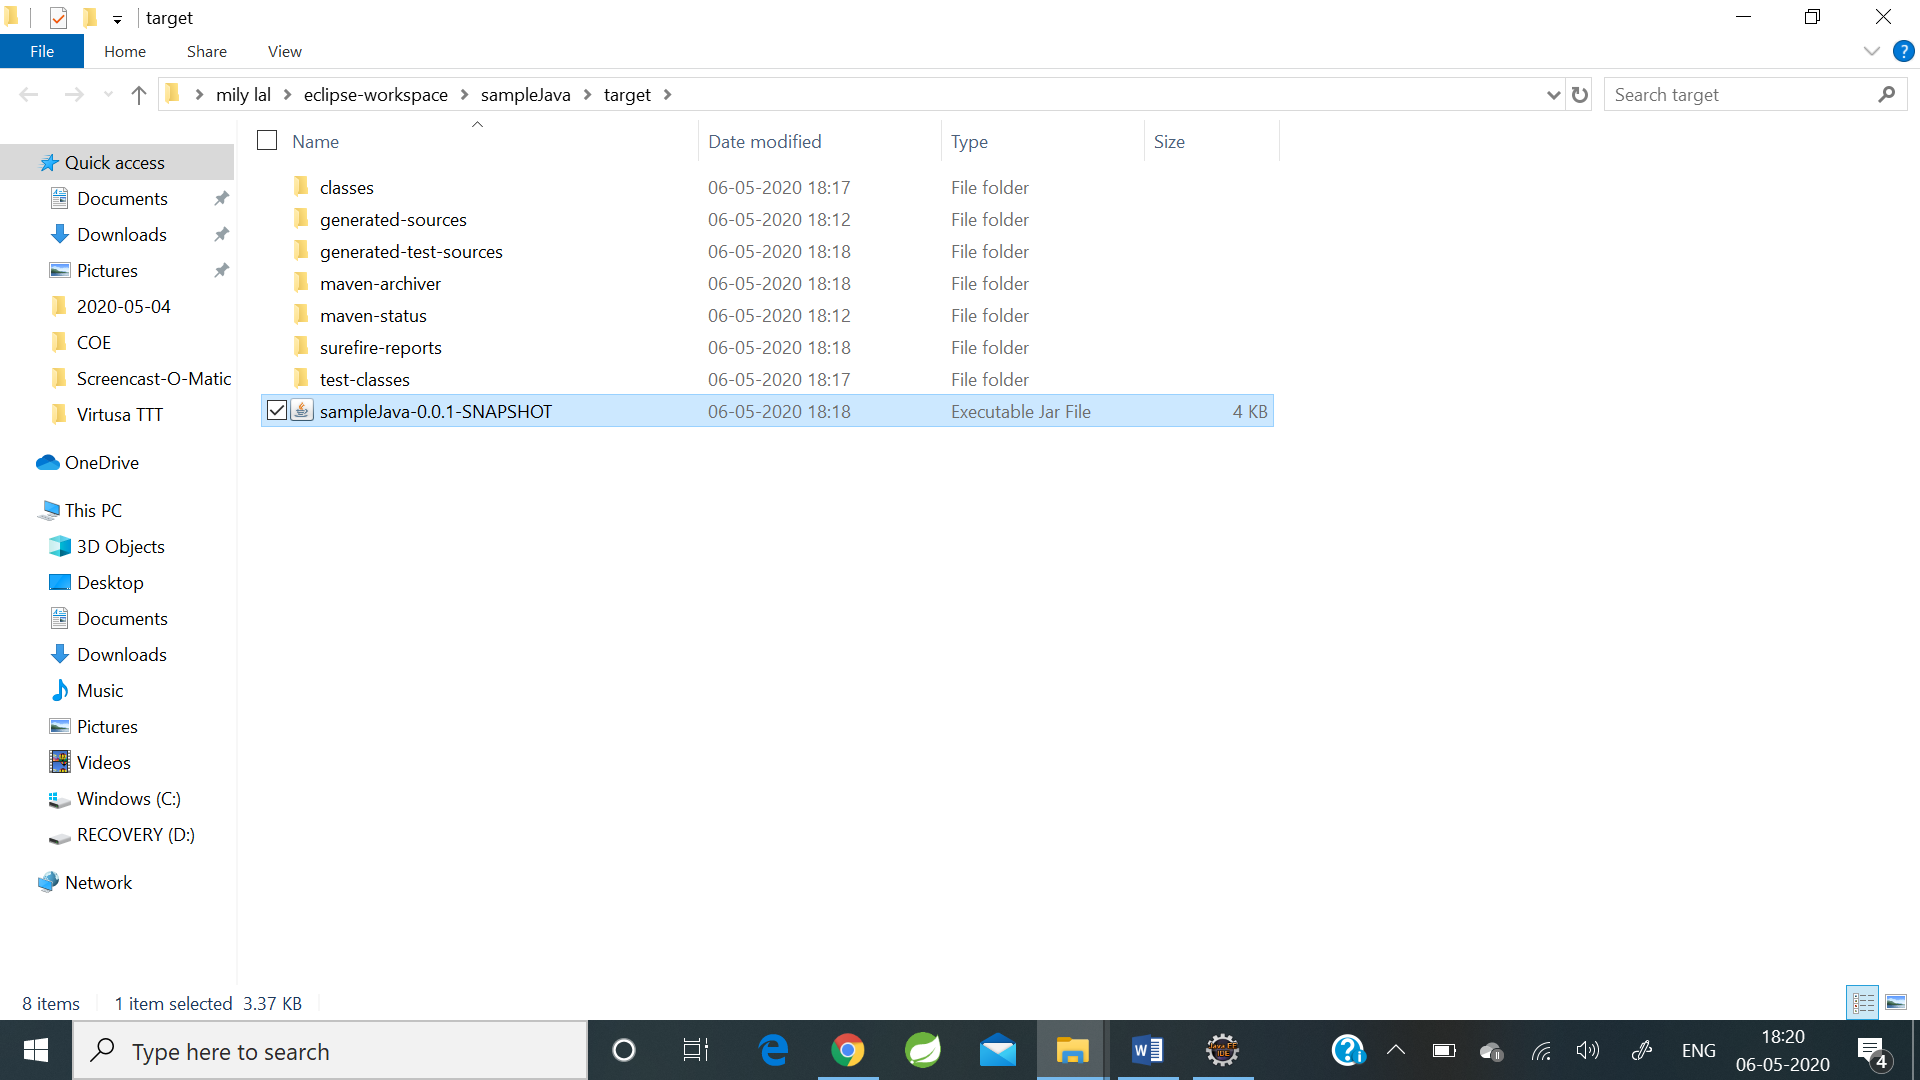 target
File Home Share View
mily lal eclipse-workspace sampleJava target
Search target
Name Date modified Type Size
Quick access
Documents
Downloads
Pictures
2020-05-04
COE
Screencast-O-Matic
Virtusa TTT
OneDrive
This PC
3D Objects
Desktop
Documents
Downloads
Music
Pictures
Videos
Windows (C:)
RECOVERY (D:)
Network
classes 06-05-2020 18:17 File folder
generated-sources 06-05-2020 18:12 File folder
generated-test-sources 06-05-2020 18:18 File folder
maven-archiver 06-05-2020 18:18 File folder
maven-status 06-05-2020 18:12 File folder
surefire-reports 06-05-2020 18:18 File folder
test-classes 06-05-2020 18:17 File folder
sampleJava-0.0.1-SNAPSHOT 06-05-2020 18:18 Executable Jar File 4 KB
8 items 1 item selected 3.37 KB
Type here to search
Java EE
IDE
ENG
18:20
06-05-2020
4